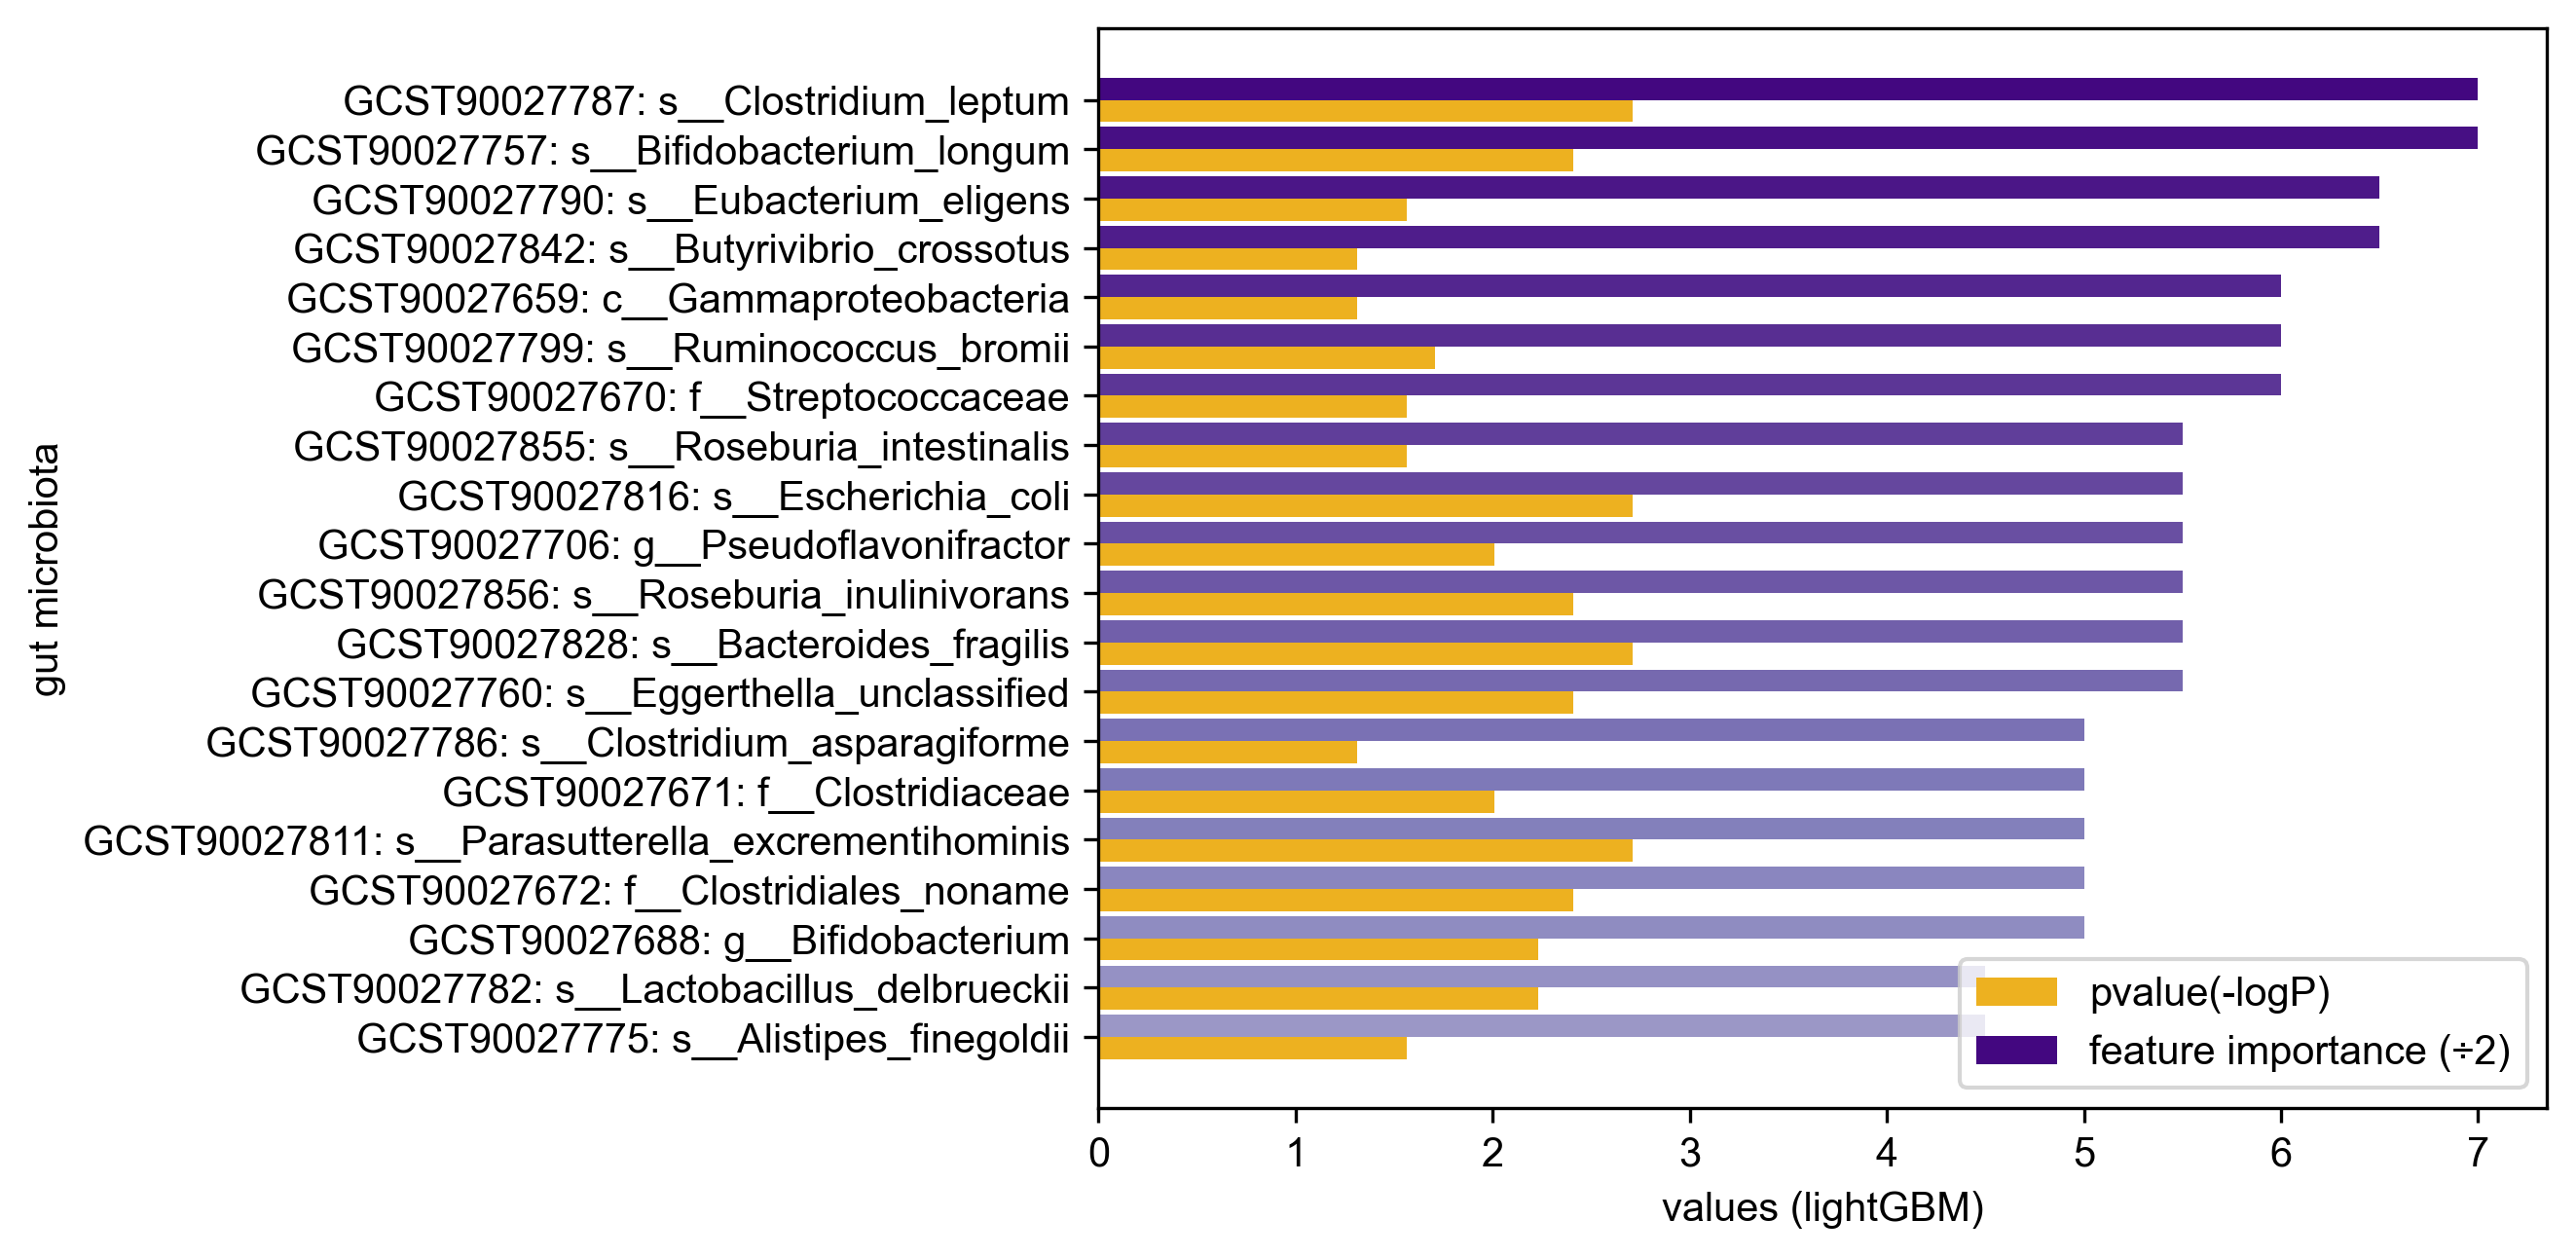 GCST90027787: s__Clostridium_leptum
GCST90027757: s__Bifidobacterium_longum
GCST90027790: s__Eubacterium_eligens
GCST90027842: s__Butyrivibrio_crossotus
GCST90027659: c__Gammaproteobacteria
GCST90027799: s__Ruminococcus_bromii
GCST90027670: f__Streptococcaceae
GCST90027855: s__Roseburia_intestinalis
GCST90027816: s__Escherichia_coli
GCST90027706: g__Pseudoflavonifractor
GCST90027856: s__Roseburia_inulinivorans
GCST90027828: s__Bacteroides_fragilis
GCST90027760: s__Eggerthella_unclassified
GCST90027786: s__Clostridium_asparagiforme
GCST90027671: f__Clostridiaceae
GCST90027811: s__Parasutterella_excrementihominis
GCST90027672: f__Clostridiales_noname
GCST90027688: g__Bifidobacterium
GCST90027782: s__Lactobacillus_delbrueckii
GCST90027775: s__Alistipes_finegoldii
gut microbiota
pvalue(-logP)
feature importance (÷2)
0 1 2 3 4 5 6 7
values (lightGBM)